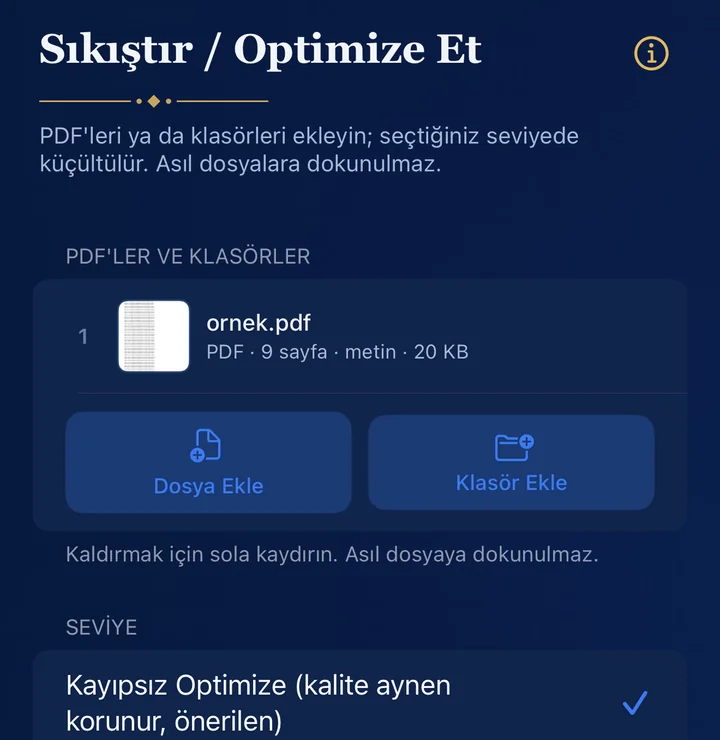 Sıkıştır / Optimize Et
PDF'leri ya da klasörleri ekleyin; seçtiğiniz seviyede
küçültülür. Asıl dosyalara dokunulmaz.
PDF'LER VE KLASÖRLER
1
ornek.pdf
PDF · 9 sayfa · metin · 20 KB
Dosya Ekle
Klasör Ekle
Kaldırmak için sola kaydırın. Asıl dosyaya dokunulmaz.
SEVİYE
Kayıpsız Optimize (kalite aynen
korunur, önerilen)